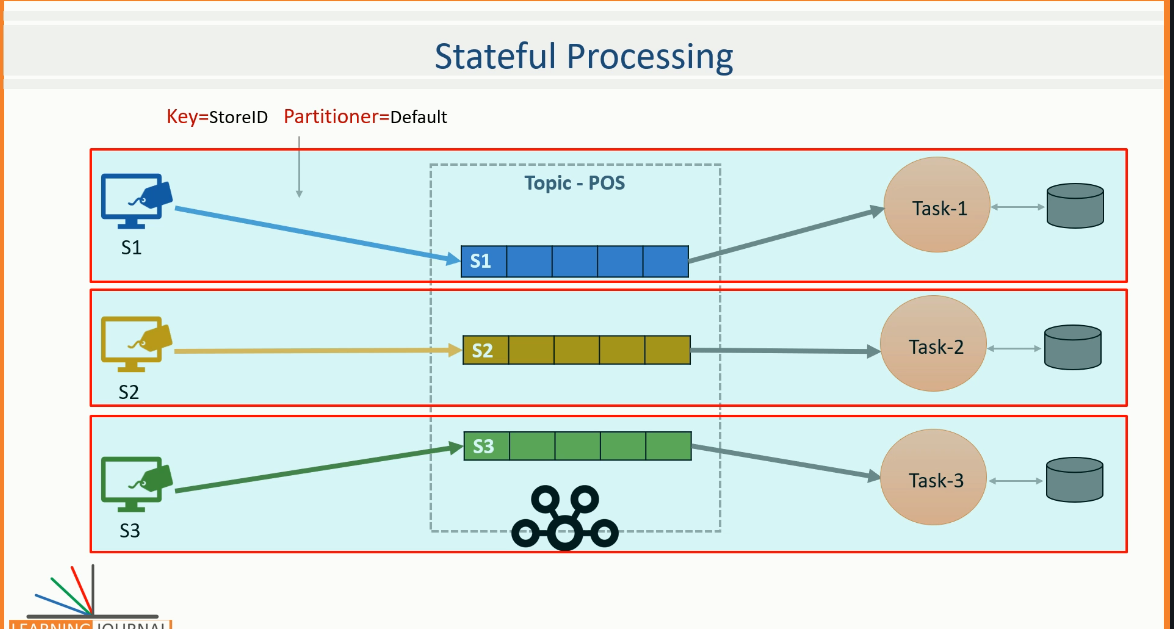 Stateful Processing
Key=StoreID Partitioner=Default
Topic - POS
S1
S1
Task-1
S2
S2
Task-2
S3
S3
Task-3
LEARNING JOURNAL